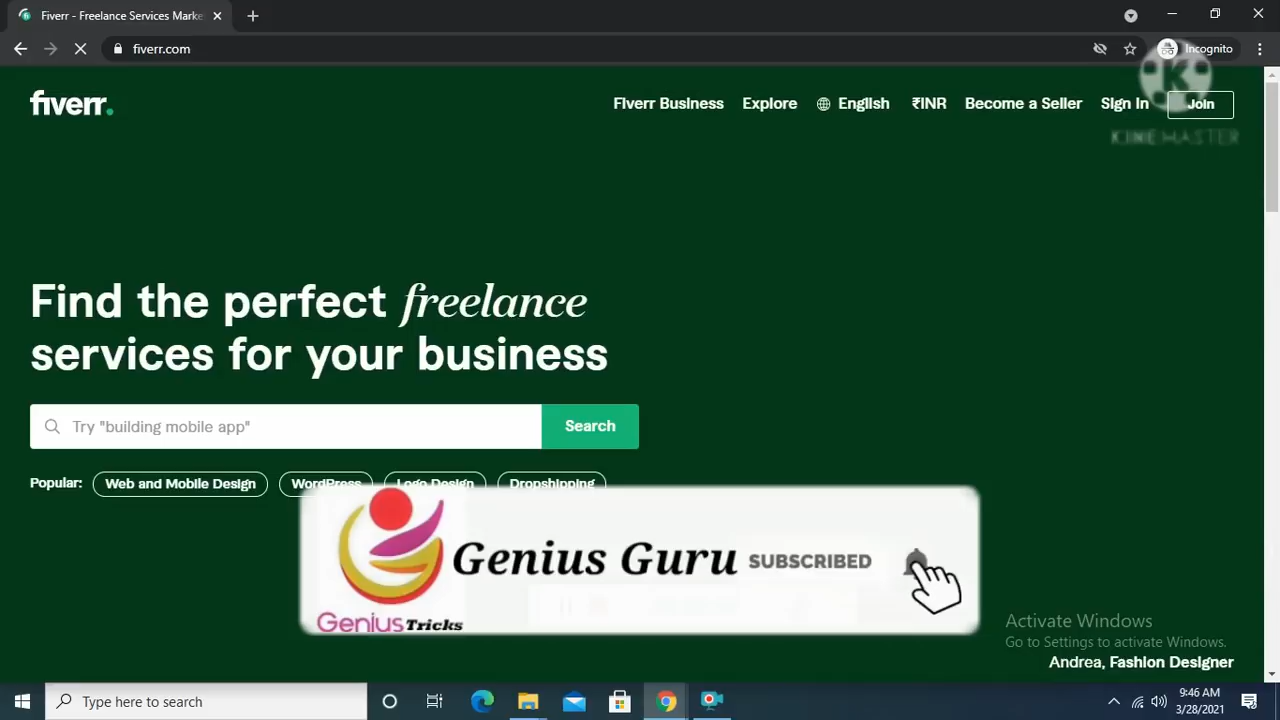 Fiverr - Freelance Services Marke
fiverr.com
Incognito
fiverr.
Fiverr Business
Explore
English
₹INR
Become a Seller
Sign In
Join
KINEMASTER
Find the perfect freelance
services for your business
Try "building mobile app"
Search
Popular:
Web and Mobile Design
WordPress
Logo Design
Dropshipping
Genius Guru
SUBSCRIBED
Genius Tricks
Activate Windows
Go to Settings to activate Windows.
Andrea, Fashion Designer
Type here to search
9:46 AM
3/28/2021